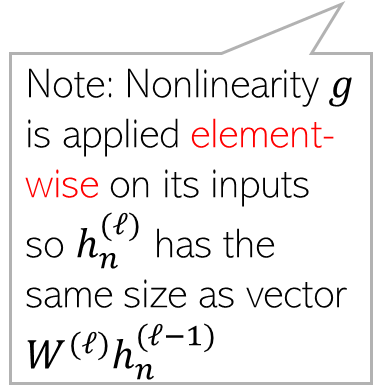 Note: Nonlinearity g
is applied element-
wise on its inputs
so h_n^{(ℓ)} has the
same size as vector
W^{(ℓ)}h_n^{(ℓ−1)}